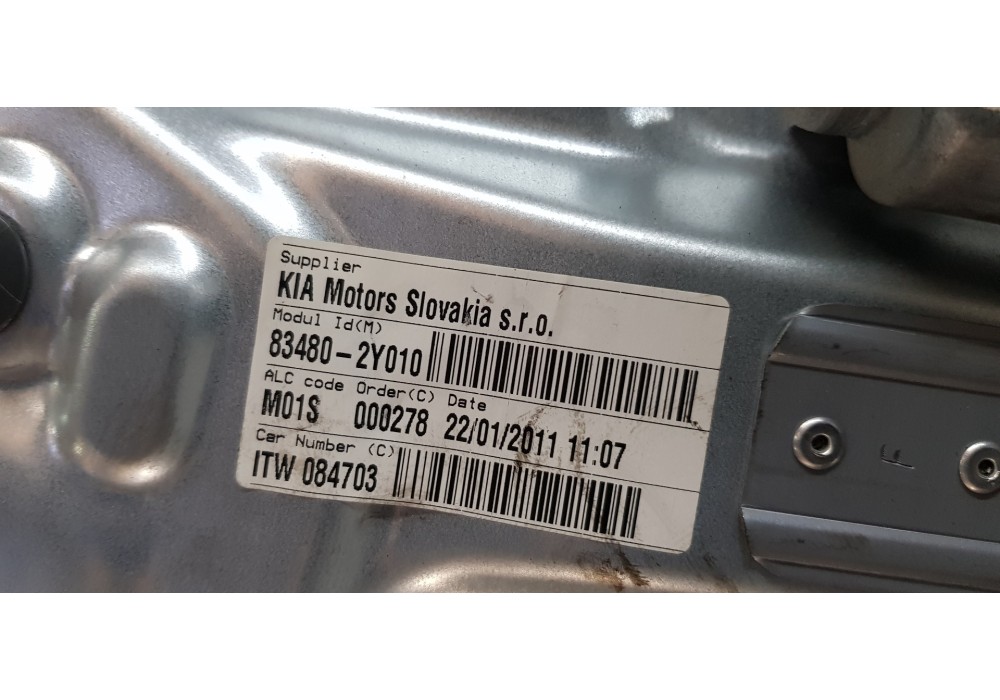 Supplier
KIA Motors Slovakia s.r.o.
Modul Id(M)
83480-2Y010
ALC code Order(C) Date
M01S 000278 22/01/2011 11:07
Car Number (C)
ITW 084703
F